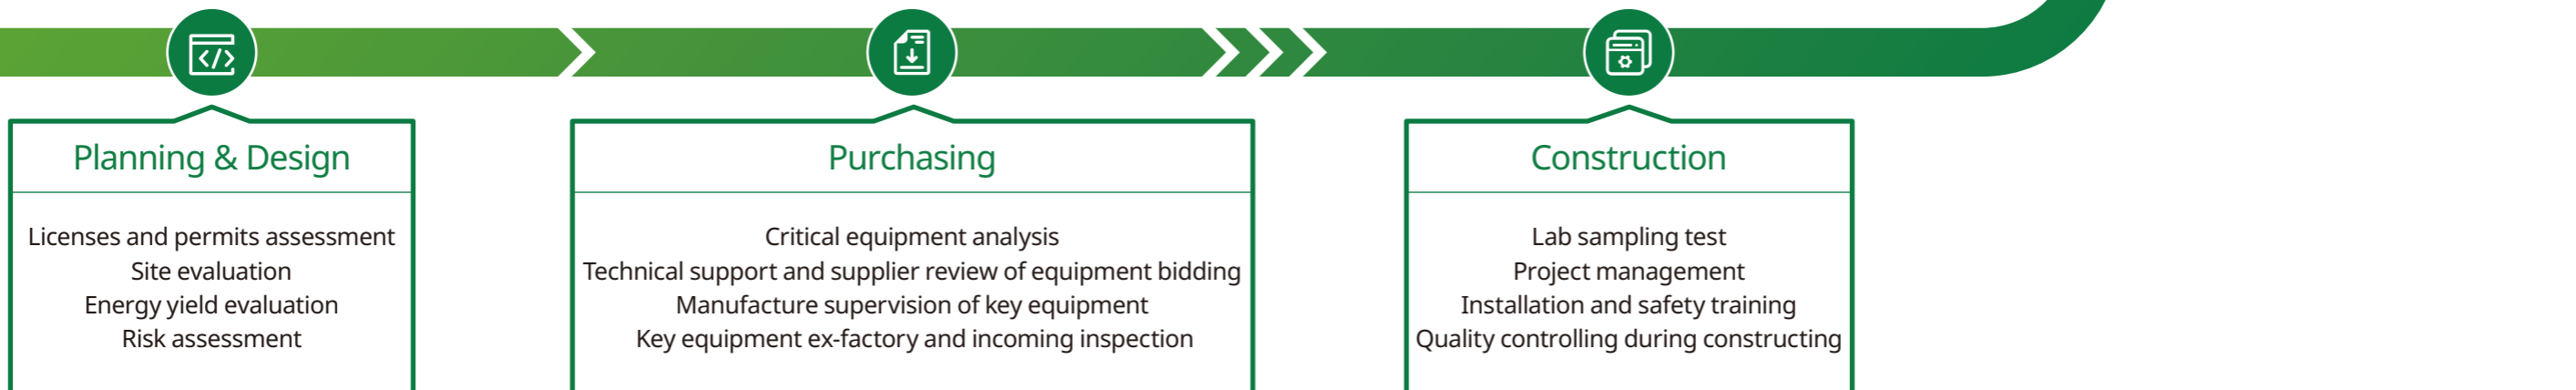 Planning & Design
Licenses and permits assessment
Site evaluation
Energy yield evaluation
Risk assessment
Purchasing
Critical equipment analysis
Technical support and supplier review of equipment bidding
Manufacture supervision of key equipment
Key equipment ex-factory and incoming inspection
Construction
Lab sampling test
Project management
Installation and safety training
Quality controlling during constructing